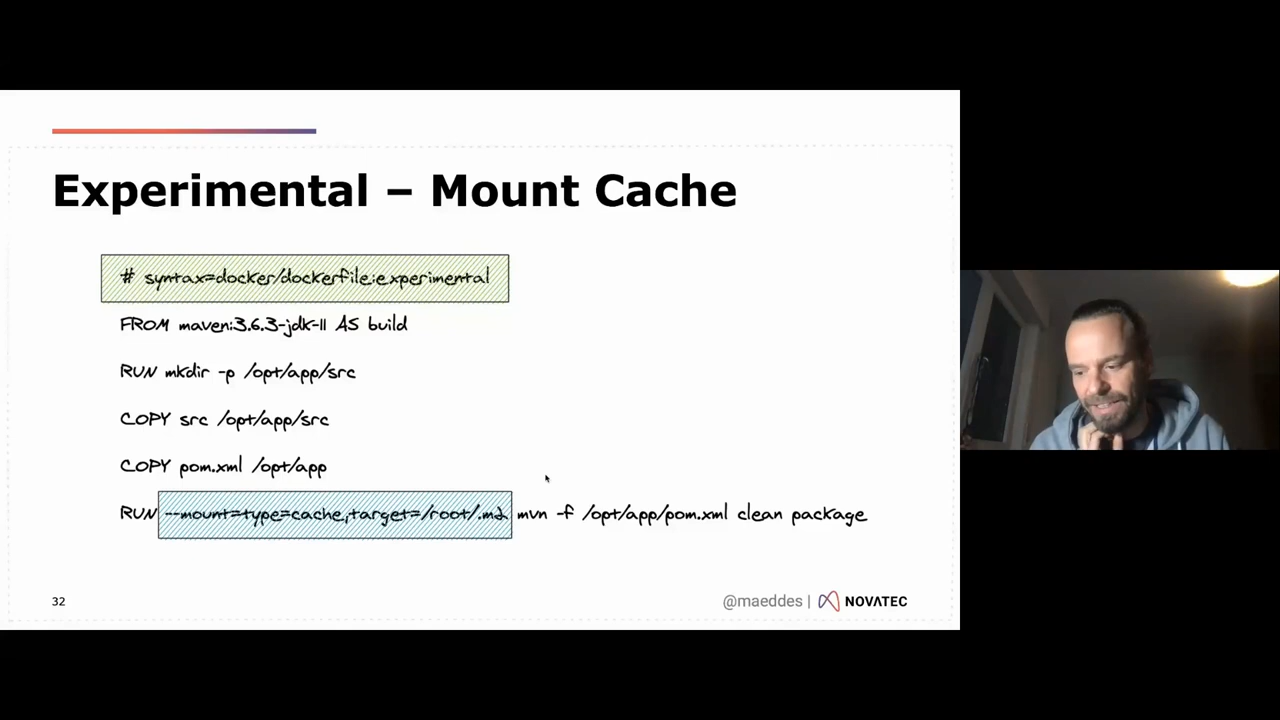 Experimental – Mount Cache
# syntax=docker/dockerfile:experimental
FROM maven:3.6.3-jdk-11 AS build
RUN mkdir -p /opt/app/src
COPY src /opt/app/src
COPY pom.xml /opt/app
RUN --mount=type=cache,target=/root/.m2 mvn -f /opt/app/pom.xml clean package
32
@maeddes | NOVATEC